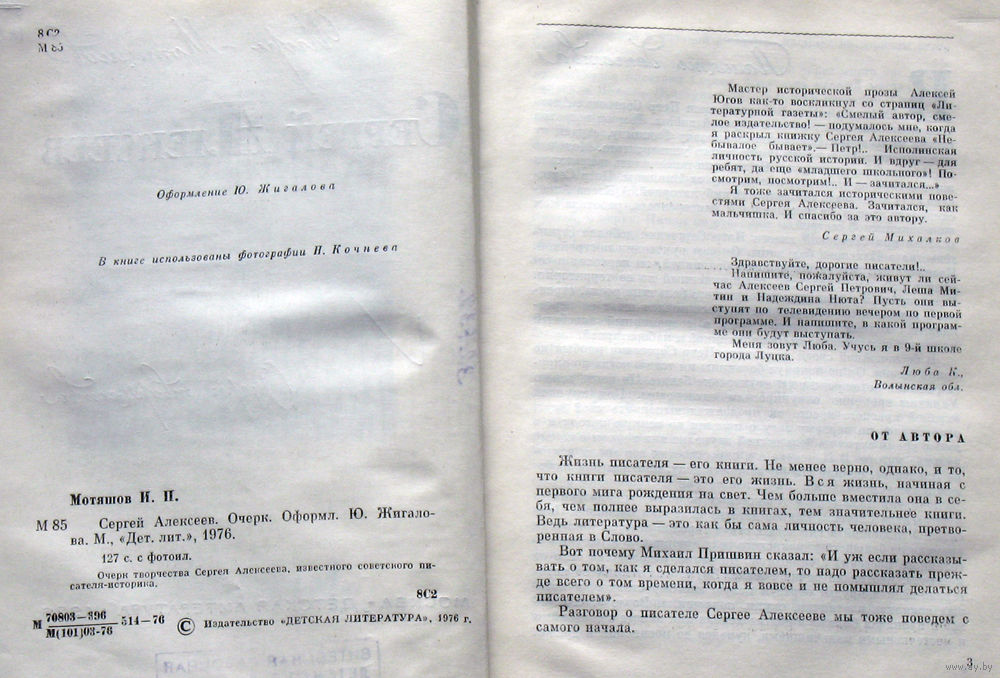 8С2
М 85
Оформление Ю. Жигалова
В книге использованы фотографии И. Кочнева
Мотяшов И. П.
М 85 Сергей Алексеев. Очерк. Оформл. Ю. Жигало-
ва. М., «Дет. лит.», 1976.
127 с. с фотоил.
Очерк творчества Сергея Алексеева, известного советского пи-
сателя-историка.
8С2
М 70803—396 514—76
М(101)03-76
© Издательство «ДЕТСКАЯ ЛИТЕРАТУРА», 1976 г.
Мастер исторической прозы Алексей
Югов как-то воскликнул со страниц «Ли-
тературной газеты»: «Смелый автор, сме-
лое издательство! — подумалось мне, когда
я раскрыл книжку Сергея Алексеева «Не-
бывалое бывает».— Петр!.. Исполинская
личность русской истории. И вдруг — для
ребят, да еще «младшего школьного»! По-
смотрим, посмотрим!.. И — зачитался...»
Я тоже зачитался историческими пове-
стями Сергея Алексеева. Зачитался, как
мальчишка. И спасибо за это автору.
Сергей Михалков
Здравствуйте, дорогие писатели!..
Напишите, пожалуйста, живут ли сей-
час Алексеев Сергей Петрович, Леша Ми-
тин и Надеждина Нюта? Пусть они вы-
ступят по телевидению вечером по первой
программе. И напишите, в какой програм-
ме они будут выступать.
Меня зовут Люба. Учусь я в 9-й школе
города Луцка.
Люба К.,
Волынская обл.
ОТ АВТОРА
Жизнь писателя — его книги. Не менее верно, однако, и то,
что книги писателя — это его жизнь. Вся жизнь, начиная с
первого мига рождения на свет. Чем больше вместила она в се-
бя, чем полнее выразилась в книгах, тем значительнее книги.
Ведь литература — это как бы сама личность человека, претво-
ренная в Слово.
Вот почему Михаил Пришвин сказал: «И уж если рассказы-
вать о том, как я сделался писателем, то надо рассказать преж-
де всего о том времени, когда я вовсе и не помышлял делаться
писателем».
Разговор о писателе Сергее Алексееве мы тоже поведем с
самого начала.
3
www.ay.by